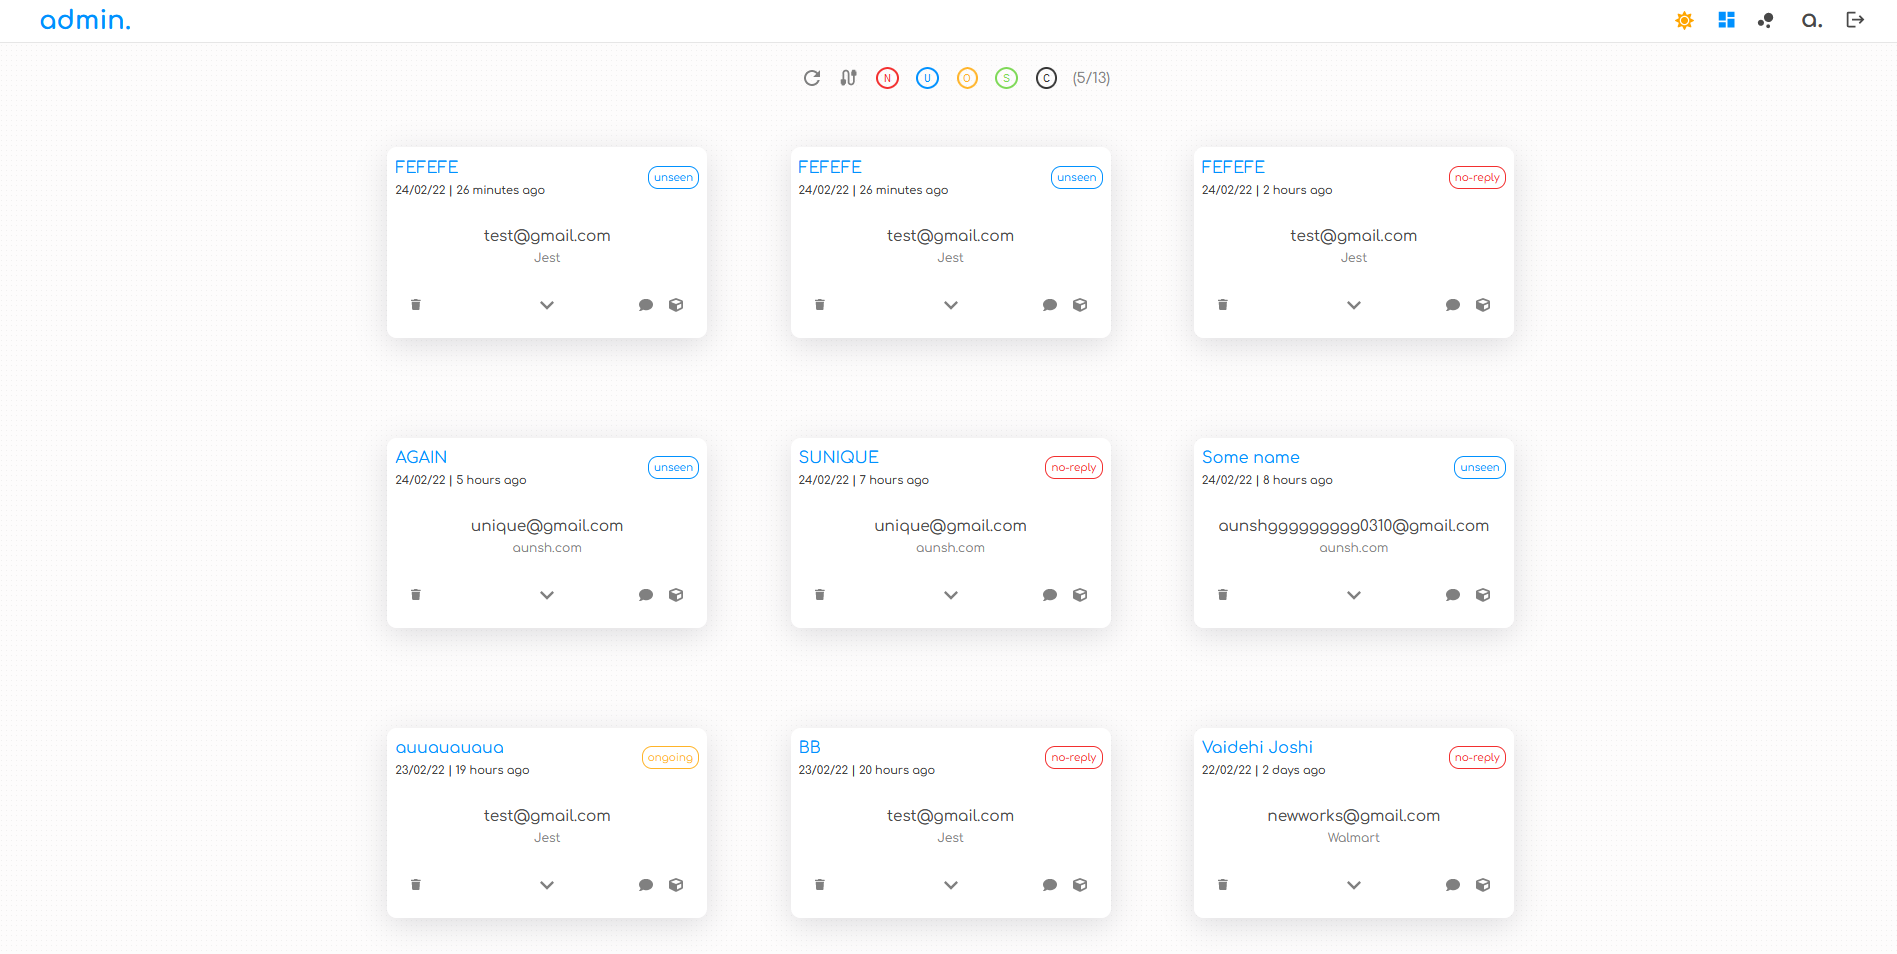 admin.
a.
N U O S C (5/13)
FEFEFE
unseen
24/02/22 | 26 minutes ago
test@gmail.com
Jest
FEFEFE
unseen
24/02/22 | 26 minutes ago
test@gmail.com
Jest
FEFEFE
no-reply
24/02/22 | 2 hours ago
test@gmail.com
Jest
AGAIN
unseen
24/02/22 | 5 hours ago
unique@gmail.com
aunsh.com
SUNIQUE
no-reply
24/02/22 | 7 hours ago
unique@gmail.com
aunsh.com
Some name
unseen
24/02/22 | 8 hours ago
aunshggggggggg0310@gmail.com
aunsh.com
auuauauaua
ongoing
23/02/22 | 19 hours ago
test@gmail.com
Jest
BB
no-reply
23/02/22 | 20 hours ago
test@gmail.com
Jest
Vaidehi Joshi
no-reply
22/02/22 | 2 days ago
newworks@gmail.com
Walmart